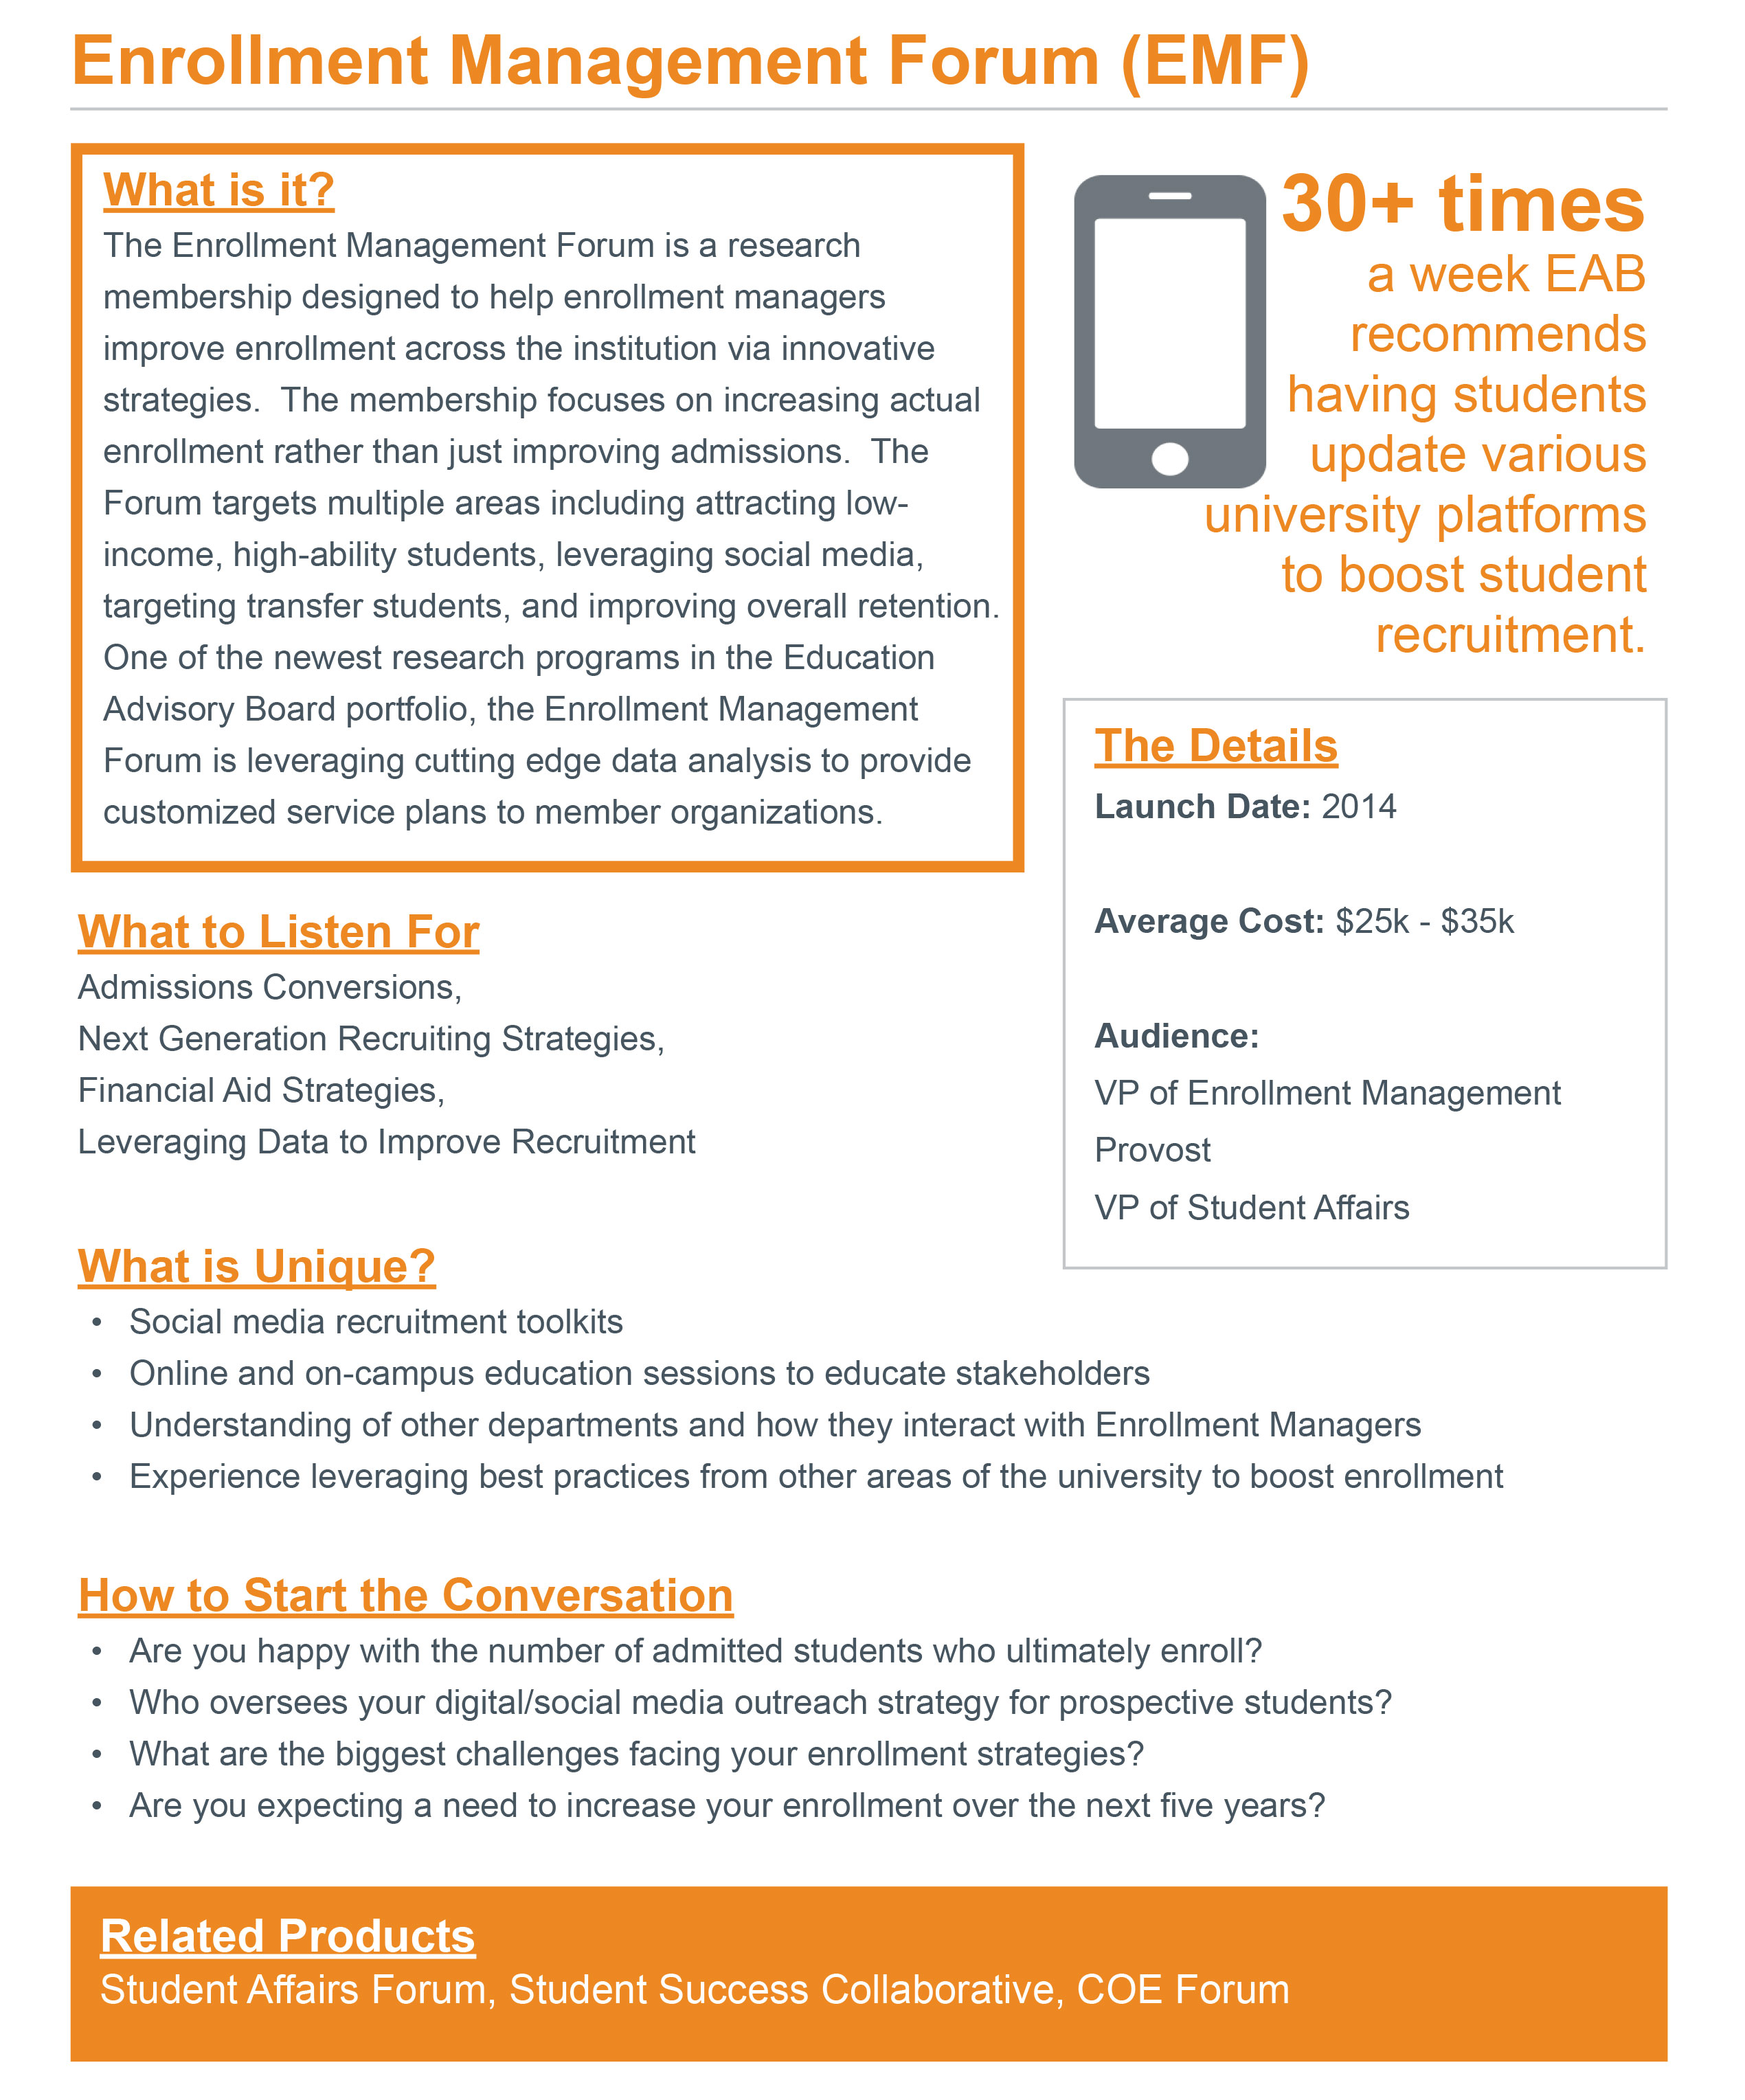 Enrollment Management Forum (EMF)
What is it?
The Enrollment Management Forum is a research
membership designed to help enrollment managers
improve enrollment across the institution via innovative
strategies.  The membership focuses on increasing actual
enrollment rather than just improving admissions.  The
Forum targets multiple areas including attracting low-
income, high-ability students, leveraging social media,
targeting transfer students, and improving overall retention.
One of the newest research programs in the Education
Advisory Board portfolio, the Enrollment Management
Forum is leveraging cutting edge data analysis to provide
customized service plans to member organizations.
30+ times
a week EAB
recommends
having students
update various
university platforms
to boost student
recruitment.
The Details
Launch Date: 2014
Average Cost: $25k - $35k
Audience:
VP of Enrollment Management
Provost
VP of Student Affairs
What to Listen For
Admissions Conversions,
Next Generation Recruiting Strategies,
Financial Aid Strategies,
Leveraging Data to Improve Recruitment
What is Unique?
• Social media recruitment toolkits
• Online and on-campus education sessions to educate stakeholders
• Understanding of other departments and how they interact with Enrollment Managers
• Experience leveraging best practices from other areas of the university to boost enrollment
How to Start the Conversation
• Are you happy with the number of admitted students who ultimately enroll?
• Who oversees your digital/social media outreach strategy for prospective students?
• What are the biggest challenges facing your enrollment strategies?
• Are you expecting a need to increase your enrollment over the next five years?
Related Products
Student Affairs Forum, Student Success Collaborative, COE Forum